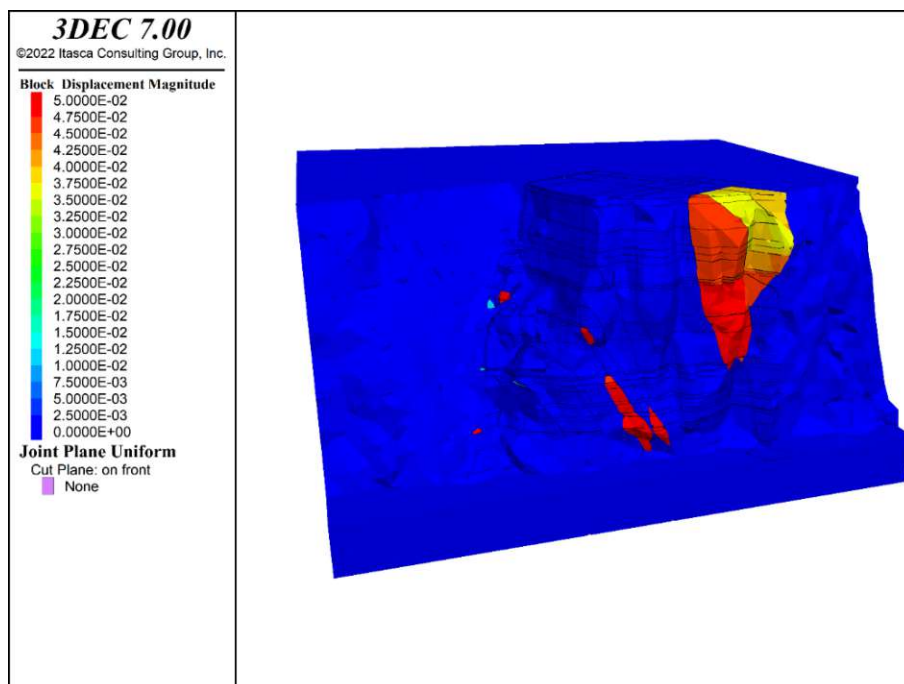 3DEC 7.00
©2022 Itasca Consulting Group, Inc.
Block Displacement Magnitude
5.0000E-02
4.7500E-02
4.5000E-02
4.2500E-02
4.0000E-02
3.7500E-02
3.5000E-02
3.2500E-02
3.0000E-02
2.7500E-02
2.5000E-02
2.2500E-02
2.0000E-02
1.7500E-02
1.5000E-02
1.2500E-02
1.0000E-02
7.5000E-03
5.0000E-03
2.5000E-03
0.0000E+00
Joint Plane Uniform
Cut Plane: on front
None